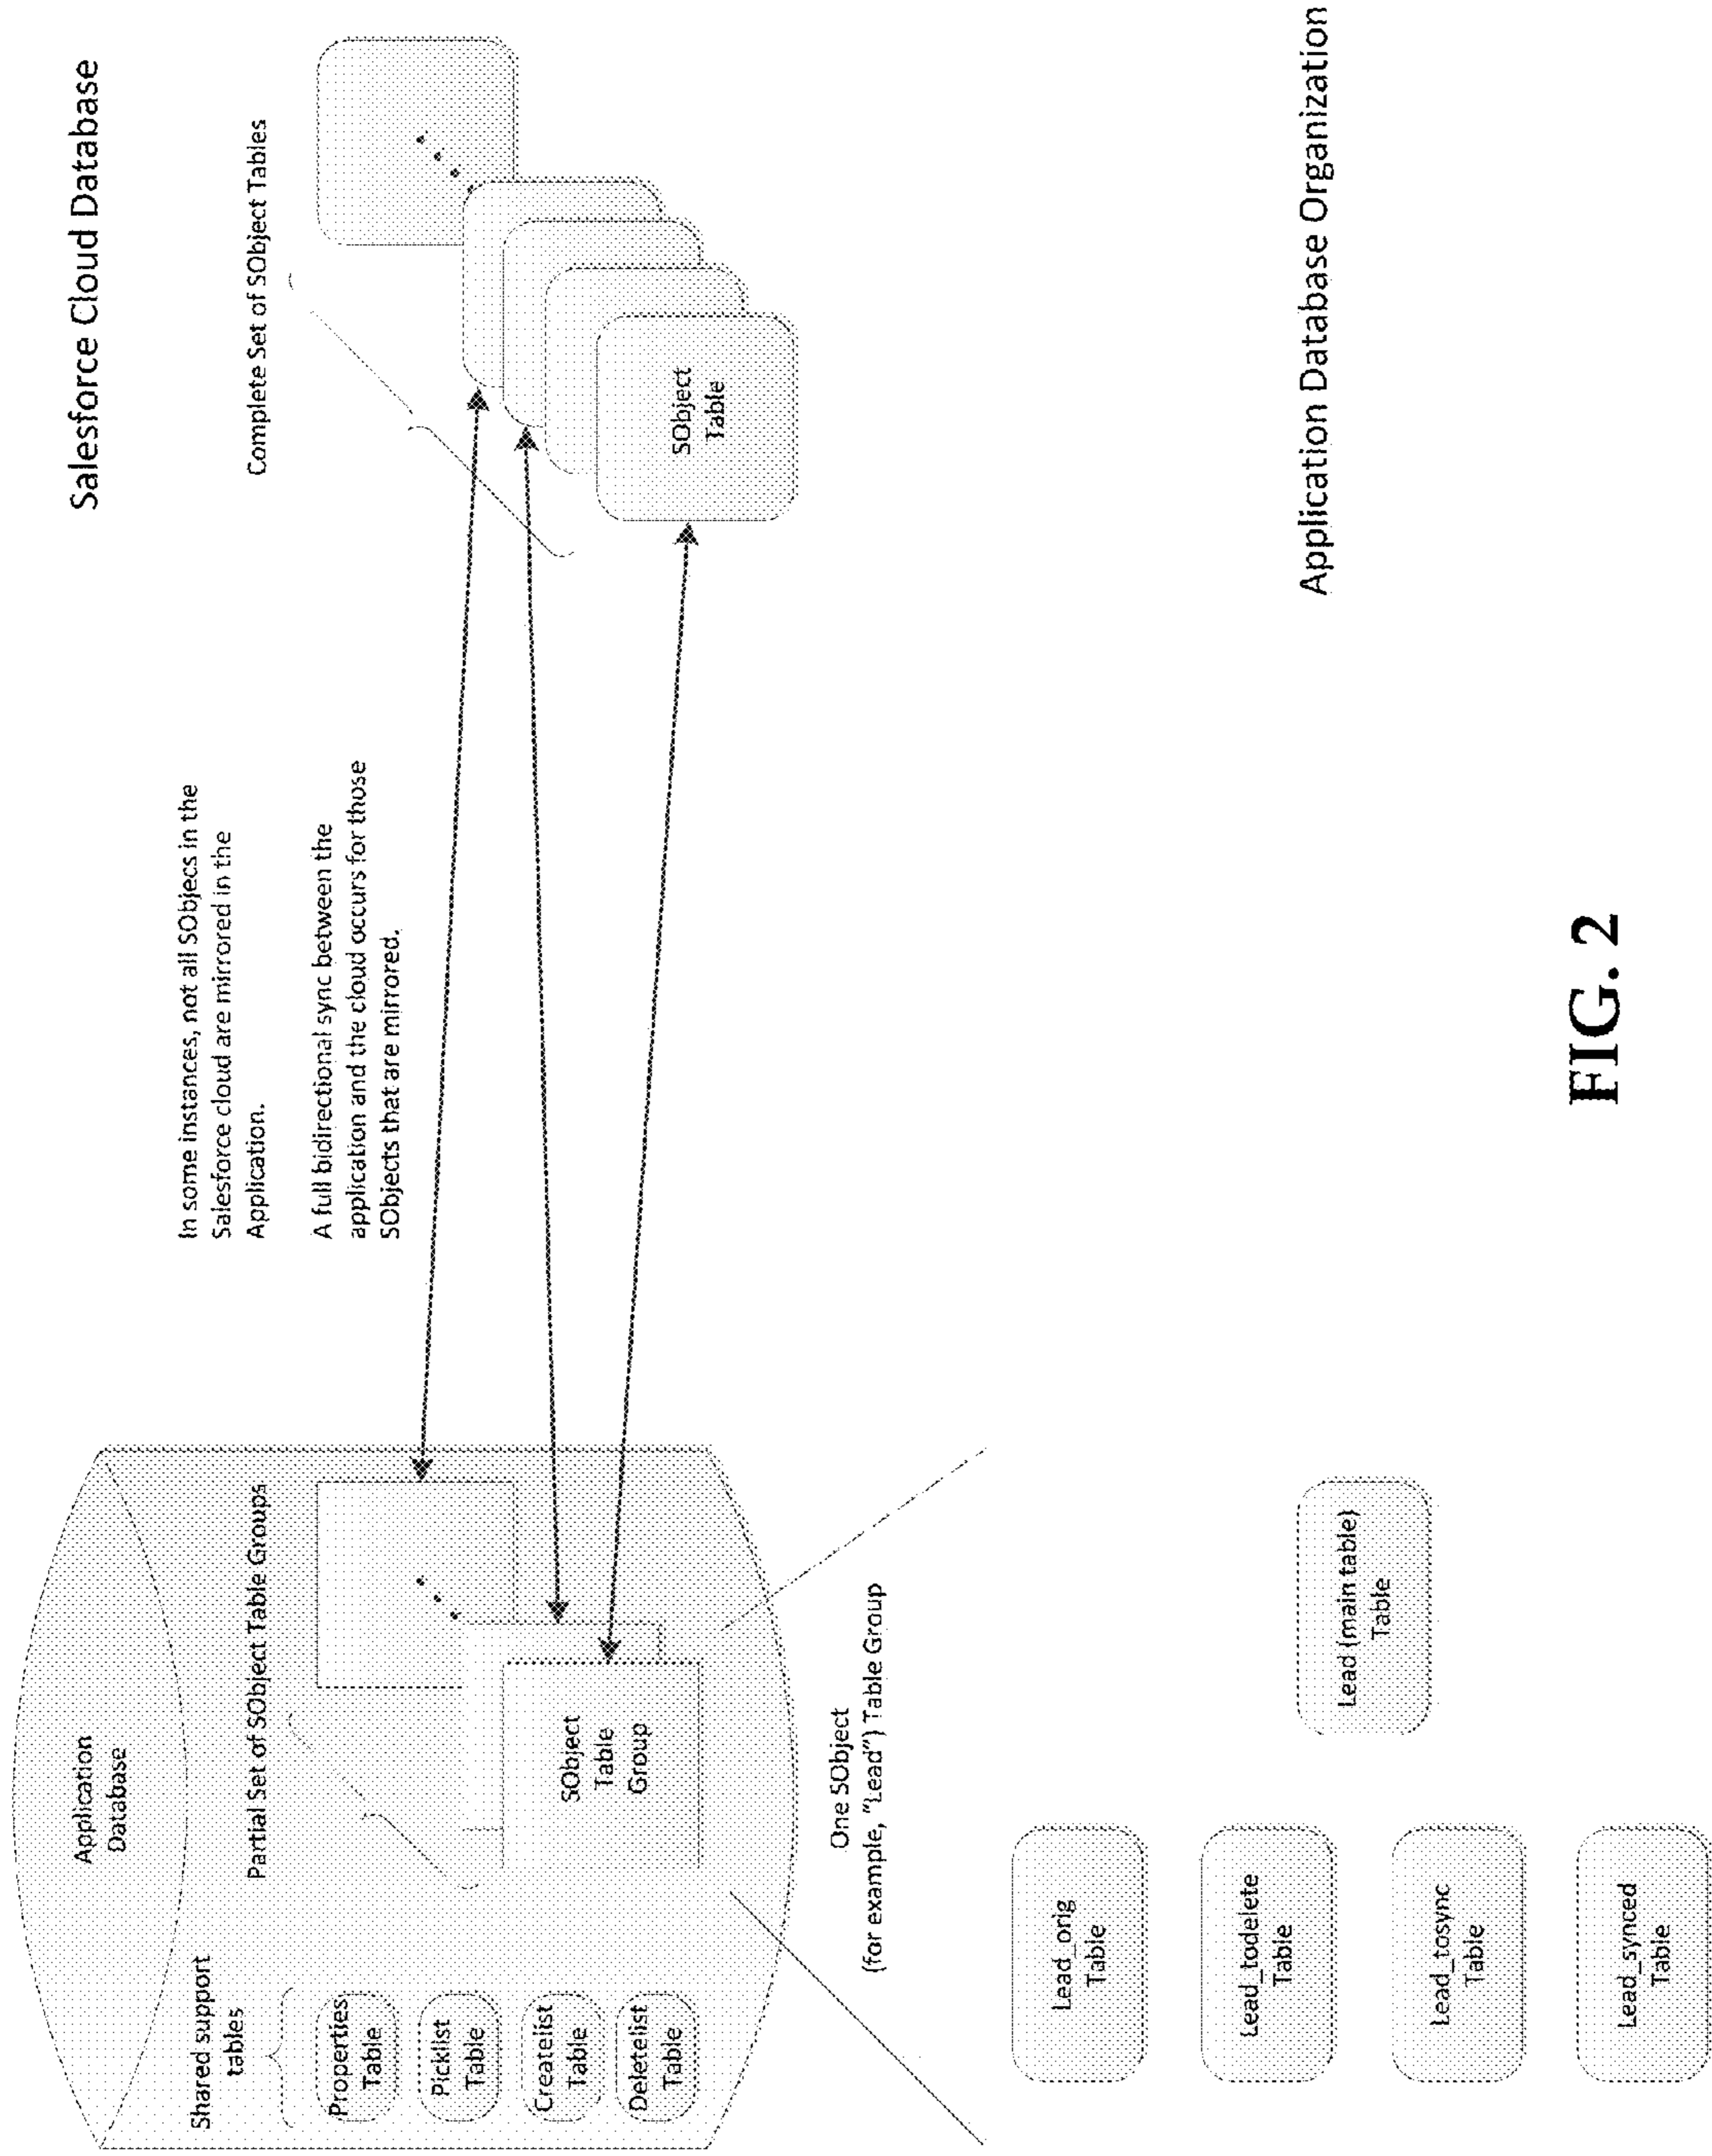 Salesforce Cloud Database
Application
Database
Shared support
tables
Partial Set of SObject Table Groups
In some instances, not all SObjecs in the
Salesforce cloud are mirrored in the
Application.
A full bidirectional sync between the
application and the cloud occurs for those
SObjects that are mirrored.
Complete Set of SObject Tables
Properties
Table
Picklist
Table
Createlist
Table
Deletelist
Table
SObject
Table
Group
SObject
Table
One SObject
(for example, "Lead") Table Group
Lead_orig
Table
Lead_todelete
Table
Lead_tosync
Table
Lead_synced
Table
Lead (main table)
Table
Application Database Organization
FIG. 2